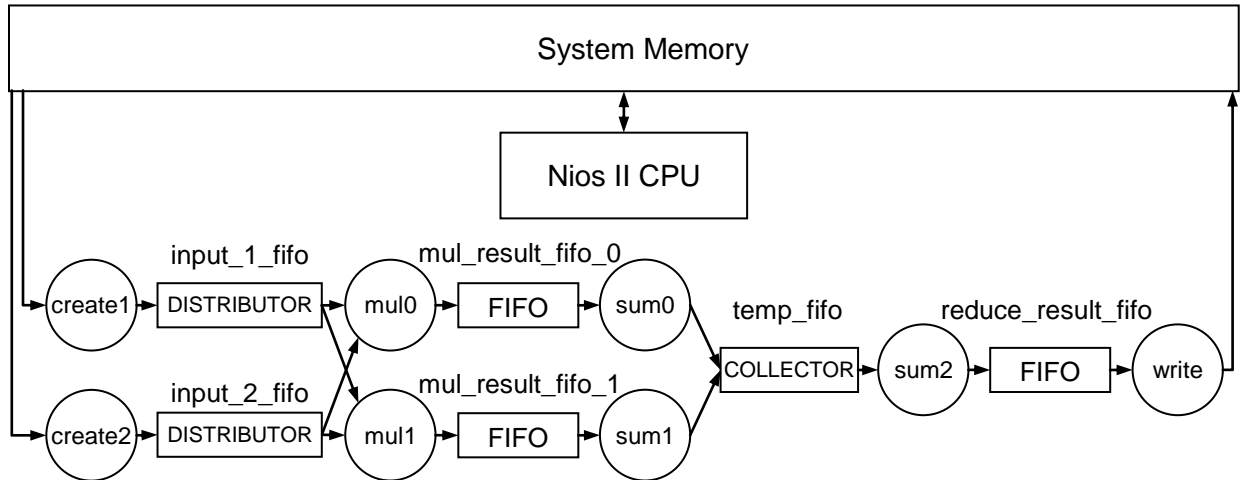 System Memory
Nios II CPU
input_1_fifo
mul_result_fifo_0
create1
DISTRIBUTOR
mul0
FIFO
sum0
temp_fifo
reduce_result_fifo
COLLECTOR
sum2
FIFO
write
input_2_fifo
mul_result_fifo_1
create2
DISTRIBUTOR
mul1
FIFO
sum1